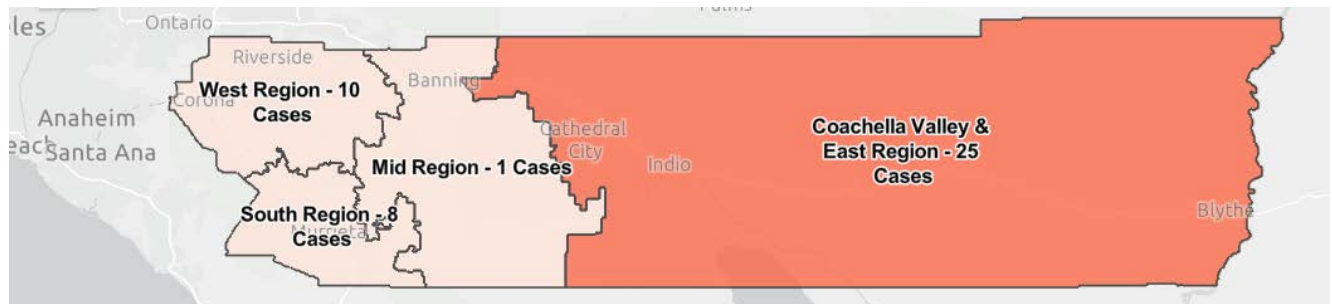 les
Ontario
Riverside
West Region - 10
Cases
Corona
Banning
Anaheim
Santa Ana
Cathedral
City
Coachella Valley &
East Region - 25
Cases
Mid Region - 1 Cases
Indio
South Region - 8
Cases
Murrieta
Blythe